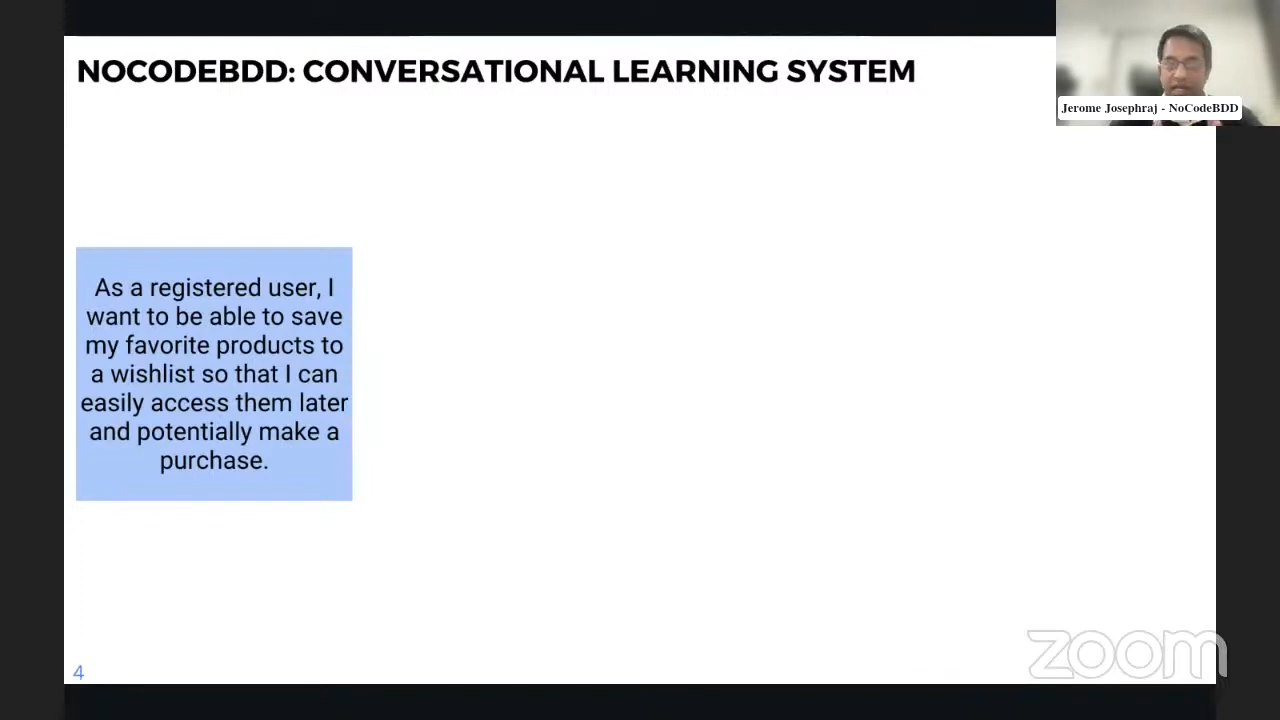 NOCODEBDD: CONVERSATIONAL LEARNING SYSTEM
Jerome Josephraj - NoCodeBDD
As a registered user, I
want to be able to save
my favorite products to
a wishlist so that I can
easily access them later
and potentially make a
purchase.
4
zoom